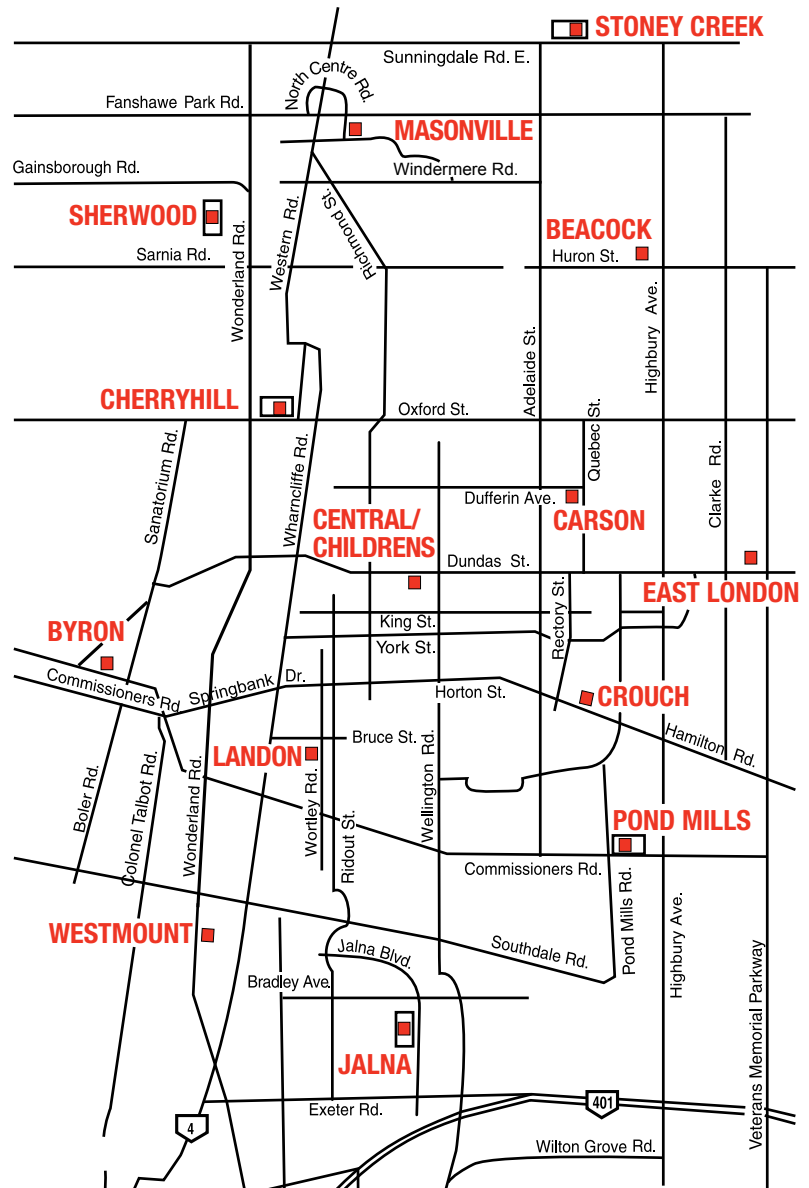 STONEY CREEK
Sunningdale Rd. E.
North Centre Rd.
Fanshawe Park Rd.
MASONVILLE
Gainsborough Rd.
Windermere Rd.
SHERWOOD
Western Rd.
Richmond St.
BEACOCK
Sarnia Rd.
Huron St.
Wonderland Rd.
Adelaide St.
Highbury Ave.
CHERRYHILL
Oxford St.
Quebec St.
Sanatorium Rd.
Wharncliffe Rd.
Clarke Rd.
Dufferin Ave.
CENTRAL/
CHILDRENS
CARSON
Dundas St.
EAST LONDON
King St.
Rectory St.
BYRON
York St.
Commissioners Rd
Springbank Dr.
Horton St.
CROUCH
Hamilton Rd.
LANDON
Bruce St.
Boler Rd.
Colonel Talbot Rd.
Wonderland Rd.
Wortley Rd.
Ridout St.
Wellington Rd.
POND MILLS
Commissioners Rd.
Pond Mills Rd.
WESTMOUNT
Jalna Blvd.
Southdale Rd.
Highbury Ave.
Bradley Ave.
Veterans Memorial Parkway
JALNA
Exeter Rd.
401
4
Wilton Grove Rd.